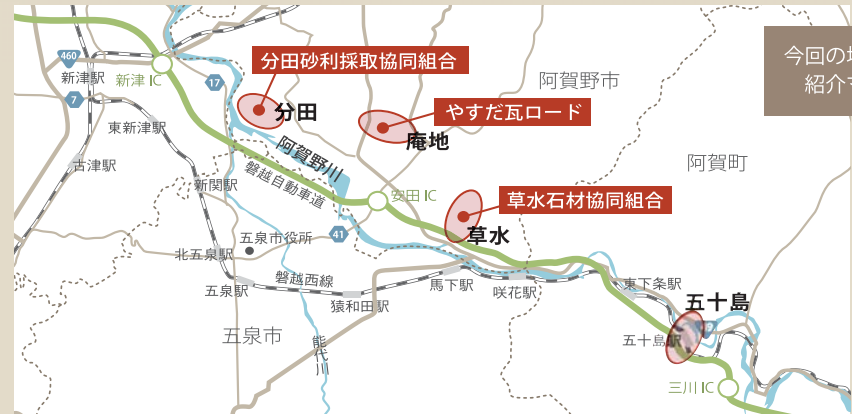 今回の
紹介
分田砂利採取協同組合
460
新津駅
新津 IC
17
阿賀野市
7
分田
やすだ瓦ロード
東新津駅
阿賀野川
庵地
古津駅
磐越自動車道
阿賀町
新関駅
安田 IC
草水石材協同組合
41
草水
五泉市役所
北五泉駅
磐越西線
馬下駅
咲花駅
東下条駅
五泉駅
猿和田駅
五十島
五泉市
能代川
五十島駅
三川 IC